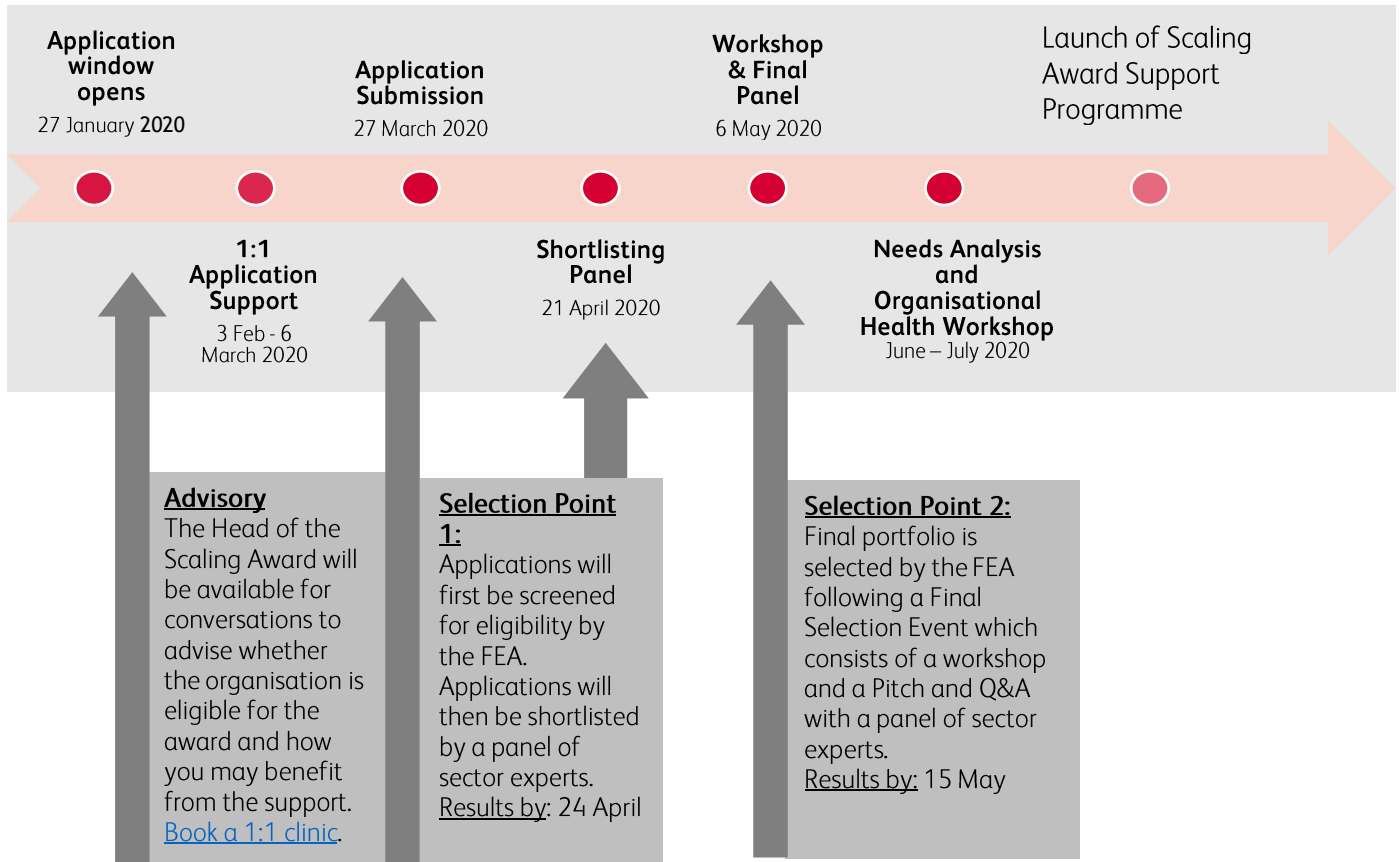 Application
window
opens
27 January 2020
1:1
Application
Support
3 Feb - 6
March 2020
Application
Submission
27 March 2020
Shortlisting
Panel
21 April 2020
Workshop
& Final
Panel
6 May 2020
Needs Analysis
and
Organisational
Health Workshop
June – July 2020
Launch of Scaling
Award Support
Programme
Advisory
The Head of the
Scaling Award will
be available for
conversations to
advise whether
the organisation is
eligible for the
award and how
you may benefit
from the support.
Book a 1:1 clinic.
Selection Point
1:
Applications will
first be screened
for eligibility by
the FEA.
Applications will
then be shortlisted
by a panel of
sector experts.
Results by: 24 April
Selection Point 2:
Final portfolio is
selected by the FEA
following a Final
Selection Event which
consists of a workshop
and a Pitch and Q&A
with a panel of sector
experts.
Results by: 15 May